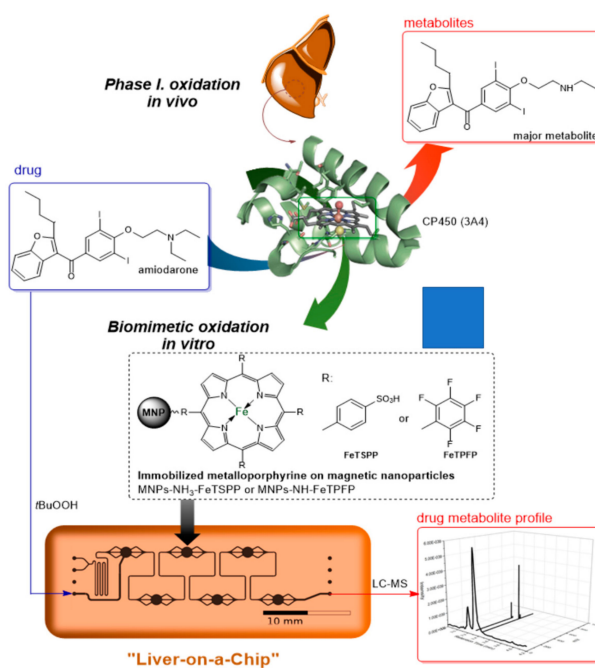 metabolites
Phase I. oxidation
in vivo
I
O
NH
O
O
I
major metabolite
drug
CP450 (3A4)
I
O
N
O
O
I
amiodarone
Biomimetic oxidation
in vitro
R
R:
SO₃H
F
F
F
MNP
R
N
N
Fe
N
N
R
or
F
F
R
FeTSPP
FeTPFP
Immobilized metalloporphyrine on magnetic nanoparticles
MNPs-NH₃-FeTSPP or MNPs-NH-FeTPFP
tBuOOH
drug metabolite profile
LC-MS
10 mm
"Liver-on-a-Chip"